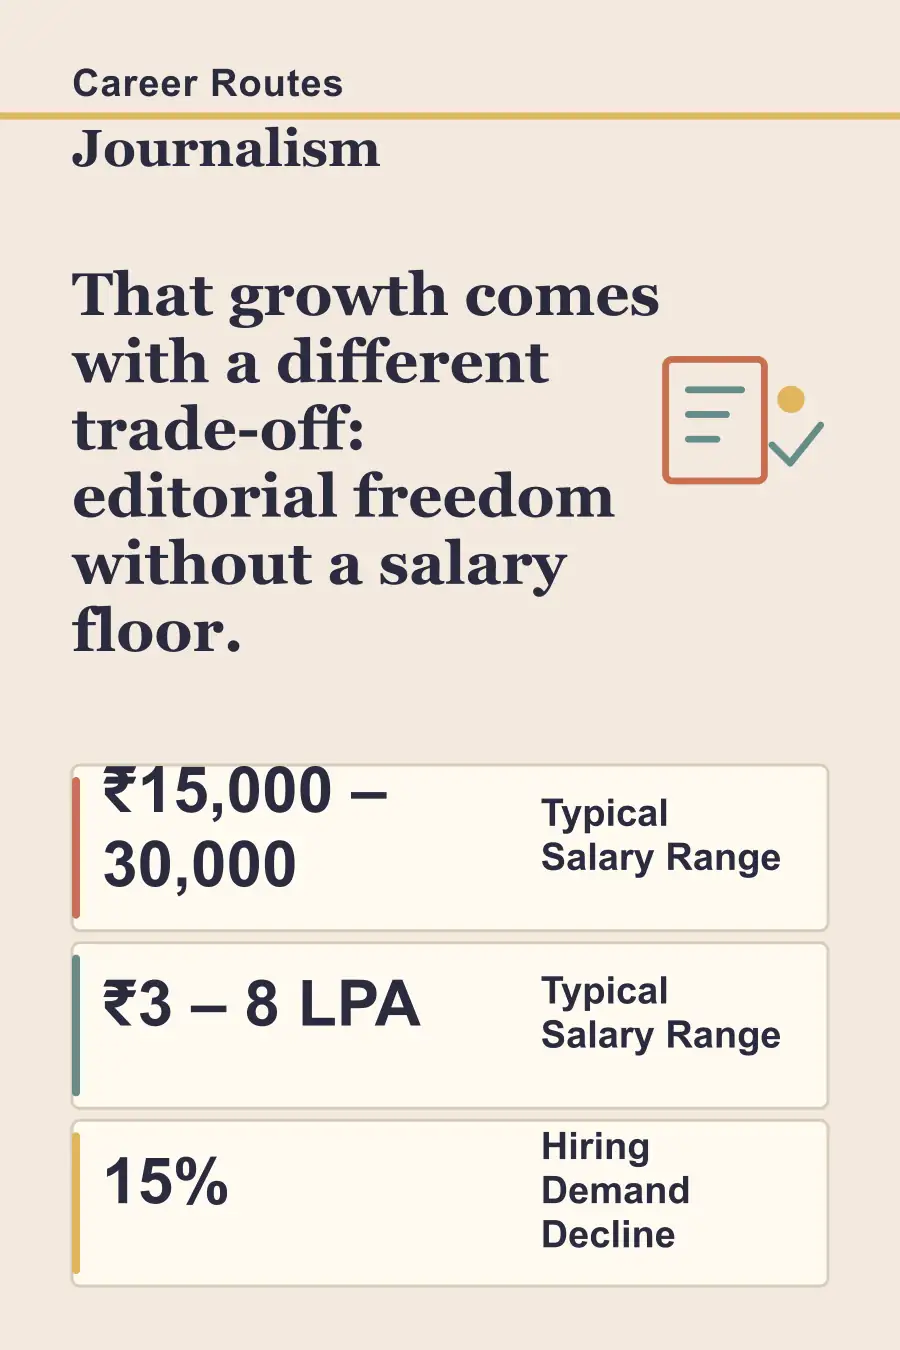 Career Routes
Journalism
That growth comes
with a different
trade-off:
editorial freedom
without a salary
floor.
₹15,000 –
30,000
Typical
Salary Range
₹3 – 8 LPA
Typical
Salary Range
15%
Hiring
Demand
Decline